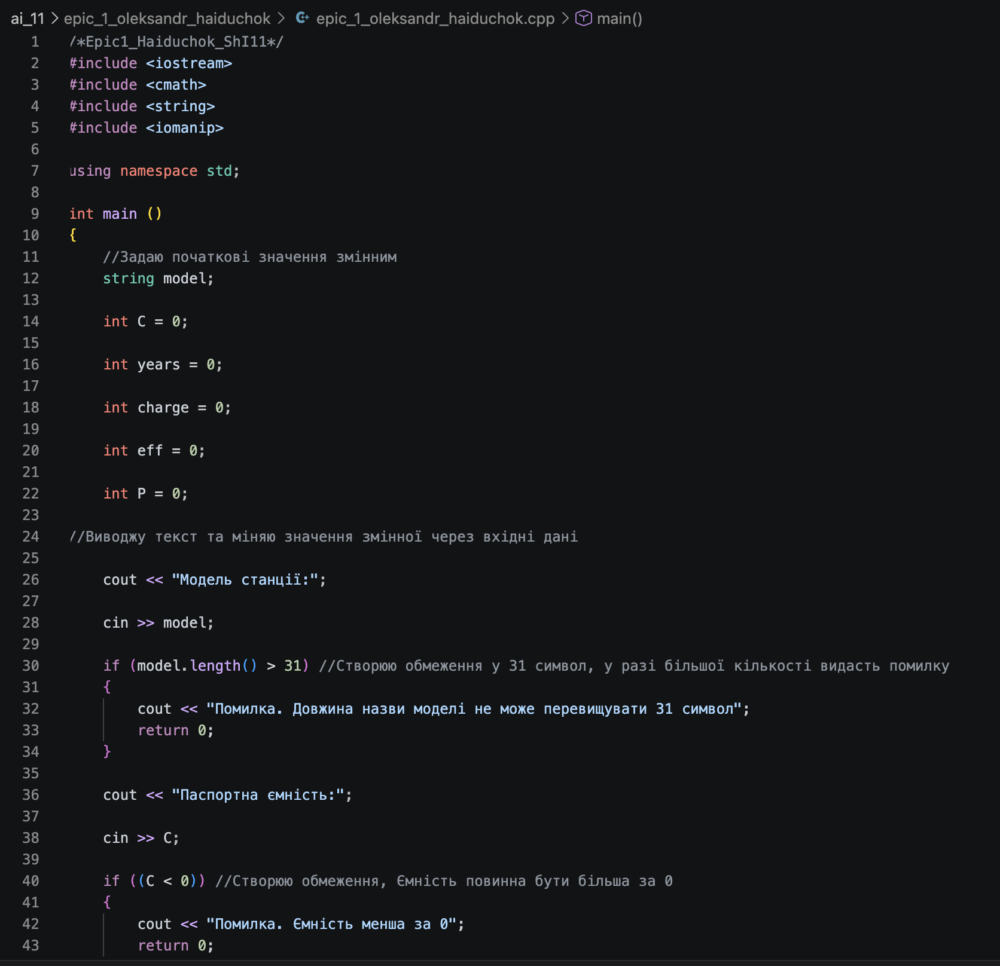 ai_11 > epic_1_oleksandr_haiduchok > epic_1_oleksandr_haiduchok.cpp > main()
1 /*Epic1_Haiduchok_ShI11*/
2 #include <iostream>
3 #include <cmath>
4 #include <string>
5 #include <iomanip>
6
7 using namespace std;
8
9 int main ()
10 {
11 //Задаю початкові значення змінним
12 string model;
13
14 int C = 0;
15
16 int years = 0;
17
18 int charge = 0;
19
20 int eff = 0;
21
22 int P = 0;
23
24 //Виводжу текст та міняю значення змінної через вхідні дані
25
26 cout << "Модель станції:";
27
28 cin >> model;
29
30 if (model.length() > 31) //Створюю обмеження у 31 символ, у разі більшої кількості видасть помилку
31 {
32 cout << "Помилка. Довжина назви моделі не може перевищувати 31 символ";
33 return 0;
34 }
35
36 cout << "Паспортна ємність:";
37
38 cin >> C;
39
40 if ((C < 0)) //Створюю обмеження, Ємність повинна бути більша за 0
41 {
42 cout << "Помилка. Ємність менша за 0";
43 return 0;